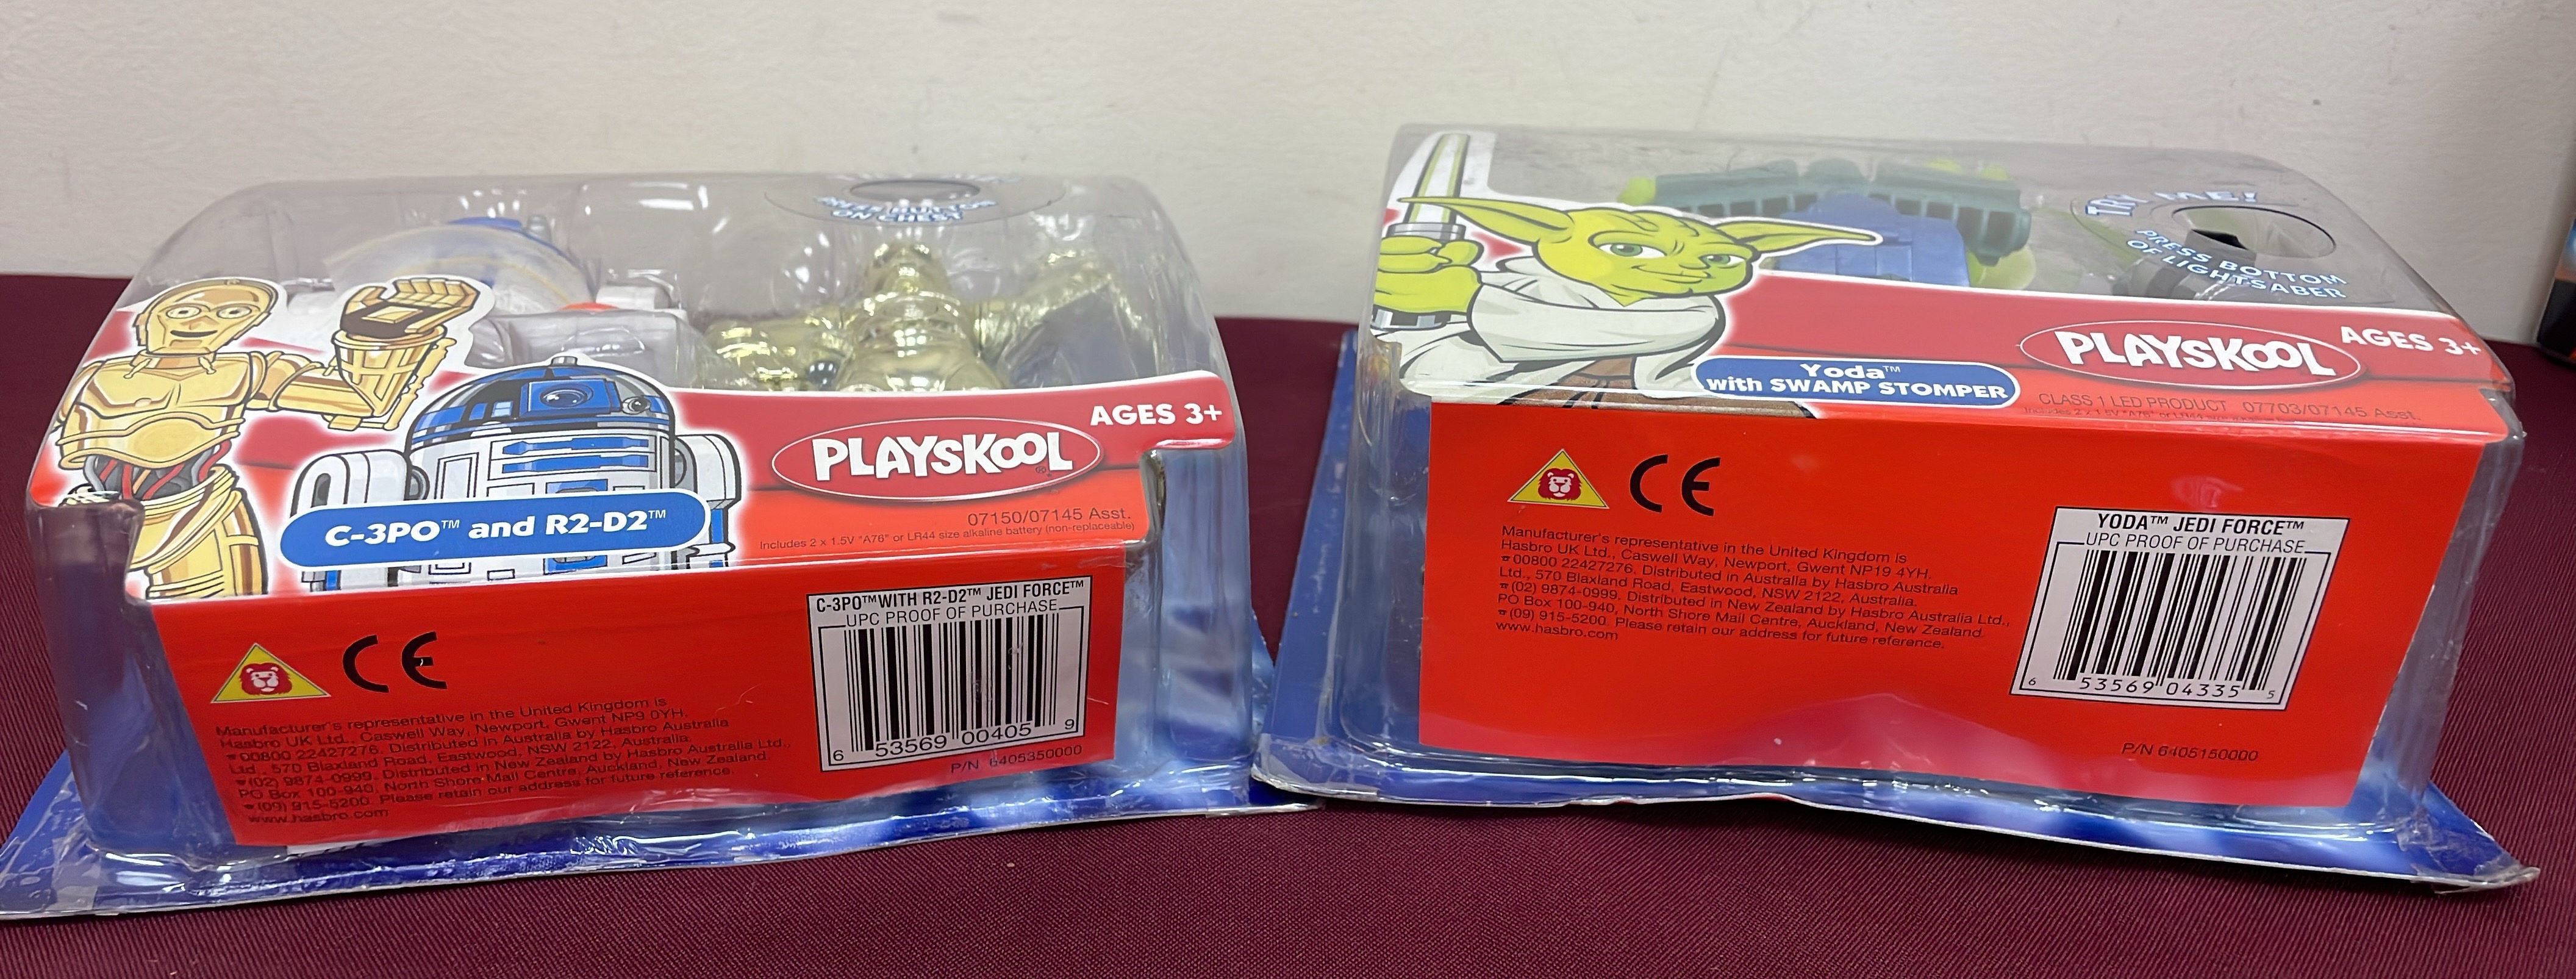 ON CHEST
AGES 3+
PLAYSKOOL
C-3PO™ and R2-D2™
07150/07145 Asst.
Includes 2 x 1.5V "A76" or LR44 size alkaline battery (non-replaceable)
C-3PO™ WITH R2-D2™ JEDI FORCE™
UPC PROOF OF PURCHASE
6 53569 00405 9
P/N 6405350000
CE
Manufacturer's representative in the United Kingdom is
Hasbro UK Ltd., Caswell Way, Newport, Gwent NP9 0YH.
☎00800 22427276. Distributed in Australia by Hasbro Australia
Ltd., 570 Blaxland Road, Eastwood, NSW 2122, Australia.
☎(02) 9874-0999. Distributed in New Zealand by Hasbro Australia Ltd.,
PO Box 100-940, North Shore Mail Centre, Auckland, New Zealand.
☎(09) 915-5200. Please retain our address for future reference.
www.hasbro.com
TRY ME!
PRESS BOTTOM
OF LIGHTSABER
AGES 3+
PLAYSKOOL
Yoda™
with SWAMP STOMPER
CLASS 1 LED PRODUCT 07703/07145 Asst.
CE
Manufacturer's representative in the United Kingdom is
Hasbro UK Ltd., Caswell Way, Newport, Gwent NP19 4YH.
☎00800 22427276. Distributed in Australia by Hasbro Australia
Ltd., 570 Blaxland Road, Eastwood, NSW 2122, Australia.
☎(02) 9874-0999. Distributed in New Zealand by Hasbro Australia Ltd.,
PO Box 100-940, North Shore Mail Centre, Auckland, New Zealand.
☎(09) 915-5200. Please retain our address for future reference.
www.hasbro.com
YODA™ JEDI FORCE™
UPC PROOF OF PURCHASE
6 53569 04335 5
P/N 6405150000